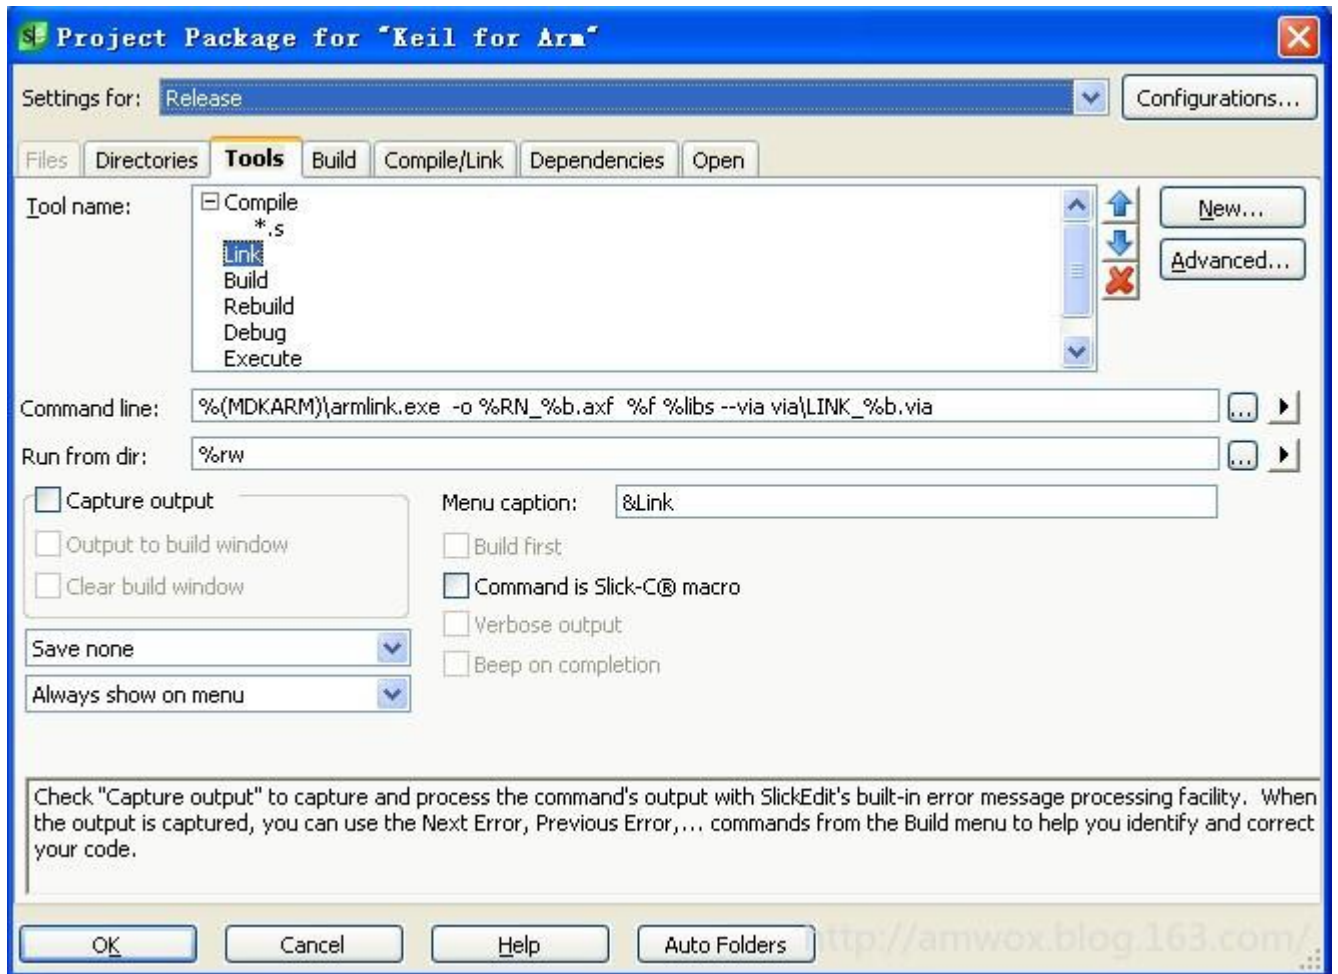 Project Package for "Keil for Arm"
Settings for: Release Configurations...
Files Directories Tools Build Compile/Link Dependencies Open
Tool name: Compile New...
*.s
Link
Build Advanced...
Rebuild
Debug
Execute
Command line: %(MDKARM)\armlink.exe -o %RN_%b.axf %f %libs --via via\LINK_%b.via ...
Run from dir: %rw ...
Capture output Menu caption: &Link
Output to build window Build first
Clear build window Command is Slick-C® macro
Verbose output
Save none
Beep on completion
Always show on menu
Check "Capture output" to capture and process the command's output with SlickEdit's built-in error message processing facility. When
the output is captured, you can use the Next Error, Previous Error,... commands from the Build menu to help you identify and correct
your code.
OK Cancel Help Auto Folders http://amwox.blog.163.com/